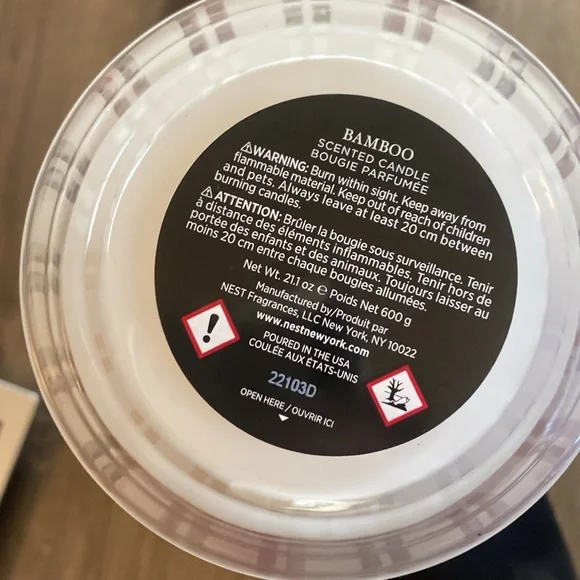 BAMBOO
SCENTED CANDLE
BOUGIE PARFUMÉE
⚠WARNING: Burn within sight. Keep away from
flammable material. Keep out of reach of children
and pets. Always leave at least 20 cm between
burning candles.
⚠ATTENTION: Brûler la bougie sous surveillance. Tenir
à distance des éléments inflammables. Tenir hors de
portée des enfants et des animaux. Toujours laisser au
moins 20 cm entre chaque bougies allumées.
Net Wt. 21.1 oz ℮ Poids Net 600 g
Manufactured by/Produit par
NEST Fragrances, LLC New York, NY 10022
www.nestnewyork.com
POURED IN THE USA
COULÉE AUX ÉTATS-UNIS
22103D
OPEN HERE / OUVRIR ICI